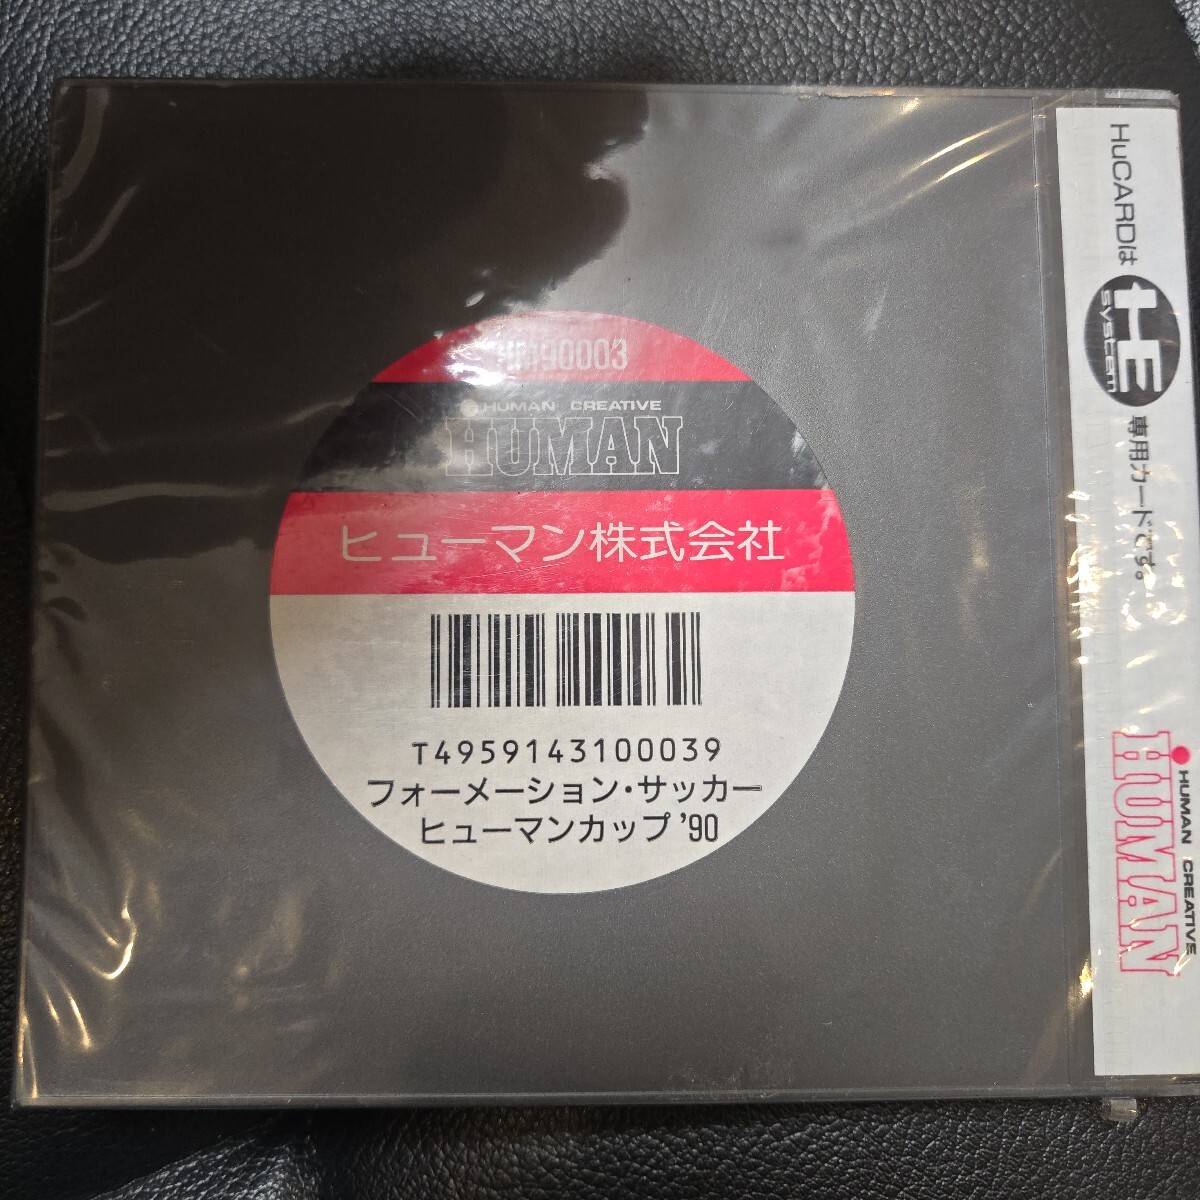 HUMAN CREATIVE
HUMAN
ヒューマン株式会社
T4959143100039
フォーメーション・サッカー
ヒューマンカップ'90
HuCARDは
HE
system
専用カードです。
HUMAN CREATIVE
HUMAN